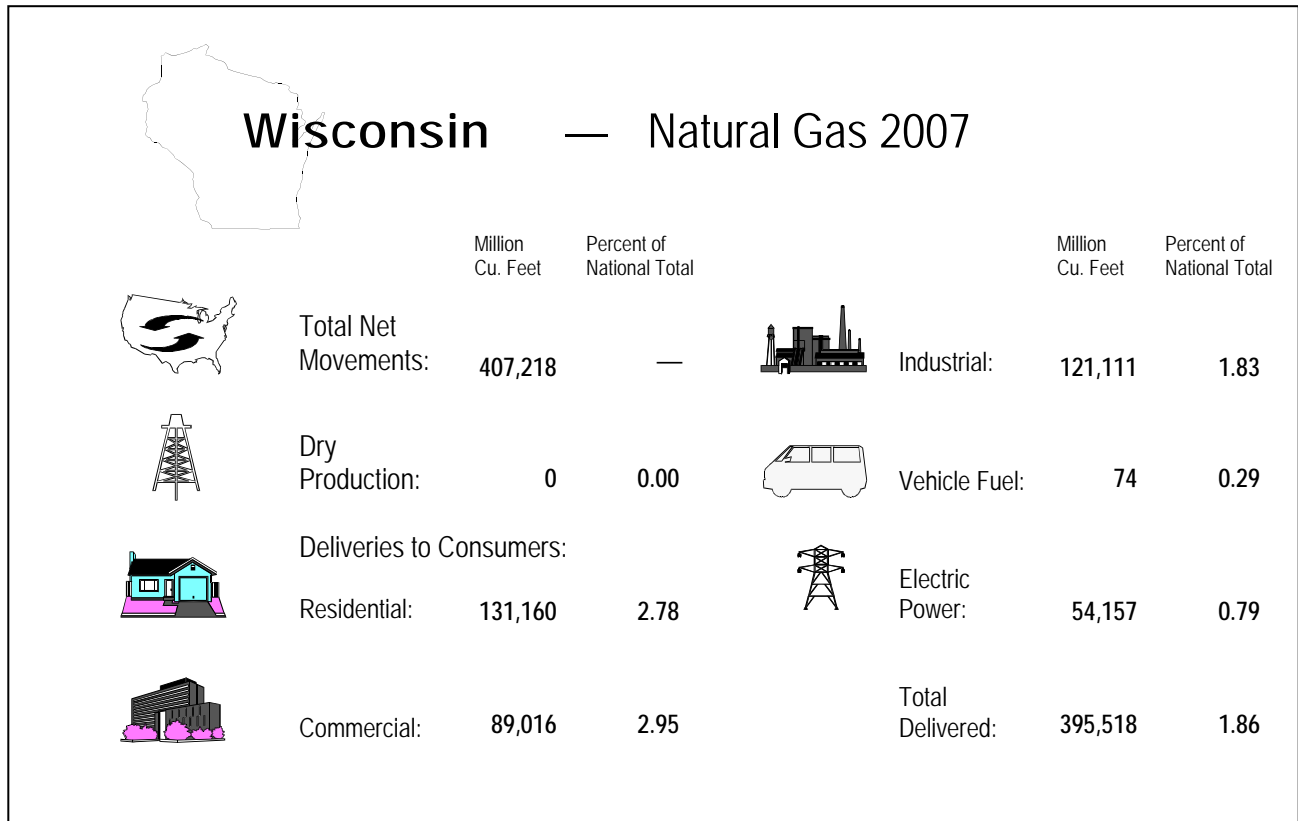 Wisconsin — Natural Gas 2007
Million Cu. Feet
Percent of National Total
Million Cu. Feet
Percent of National Total
Total Net
Movements: 407,218 —
Industrial: 121,111 1.83
Dry
Production: 0 0.00
Vehicle Fuel: 74 0.29
Deliveries to Consumers:
Residential: 131,160 2.78
Electric
Power: 54,157 0.79
Commercial: 89,016 2.95
Total
Delivered: 395,518 1.86